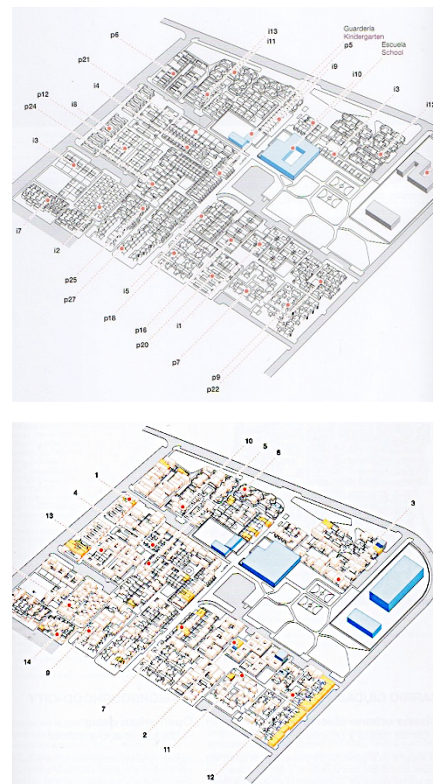 Guardería
Kindergarten
i13
p6
i11
p5
Escuela
School
i9
p21
i10
i4
i3
p12
i8
p24
i3
i7
i2
p25
p27
i5
p18
i1
p16
p20
p7
p9
p22
10
5
6
1
4
3
13
14
9
7
2
11
12